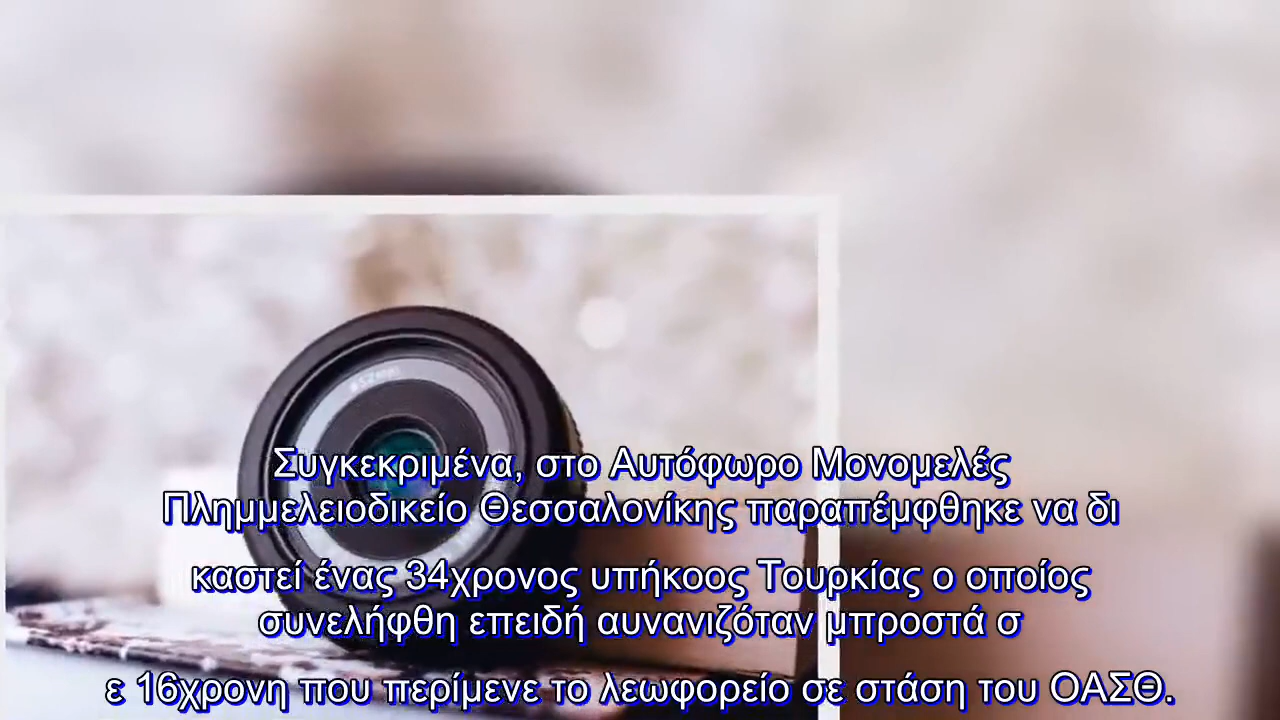 Συγκεκριμένα, στο Αυτόφωρο Μονομελές
Πλημμελειοδικείο Θεσσαλονίκης παραπέμφθηκε να δι
καστεί ένας 34χρονος υπήκοος Τουρκίας ο οποίος
συνελήφθη επειδή αυνανιζόταν μπροστά σ
ε 16χρονη που περίμενε το λεωφορείο σε στάση του ΟΑΣΘ.